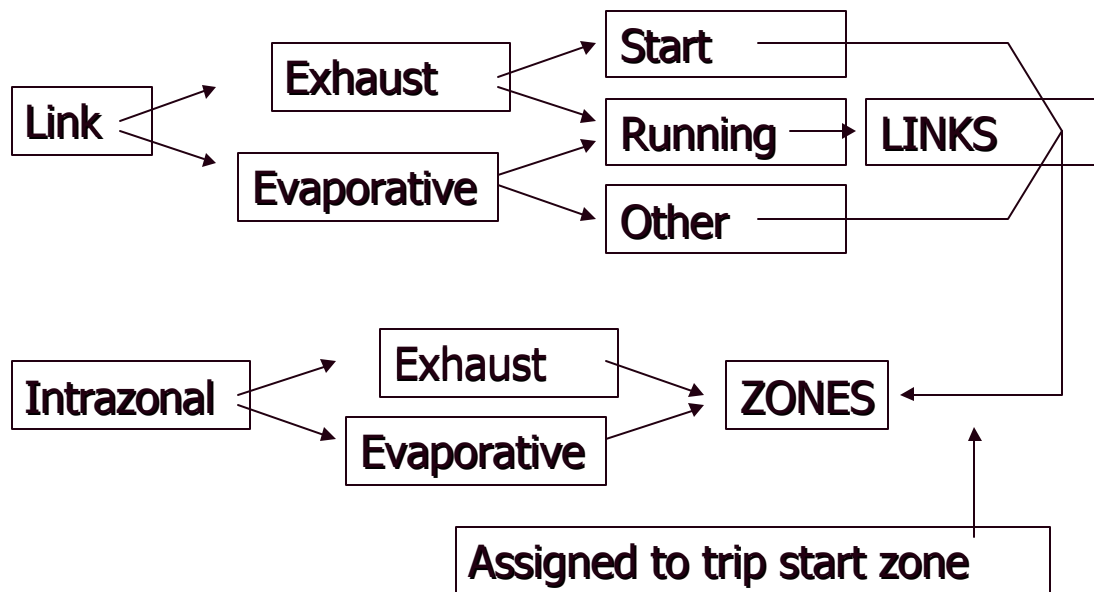 Start
Exhaust
Link
Running
LINKS
Evaporative
Other
Exhaust
Intrazonal
ZONES
Evaporative
Assigned to trip start zone